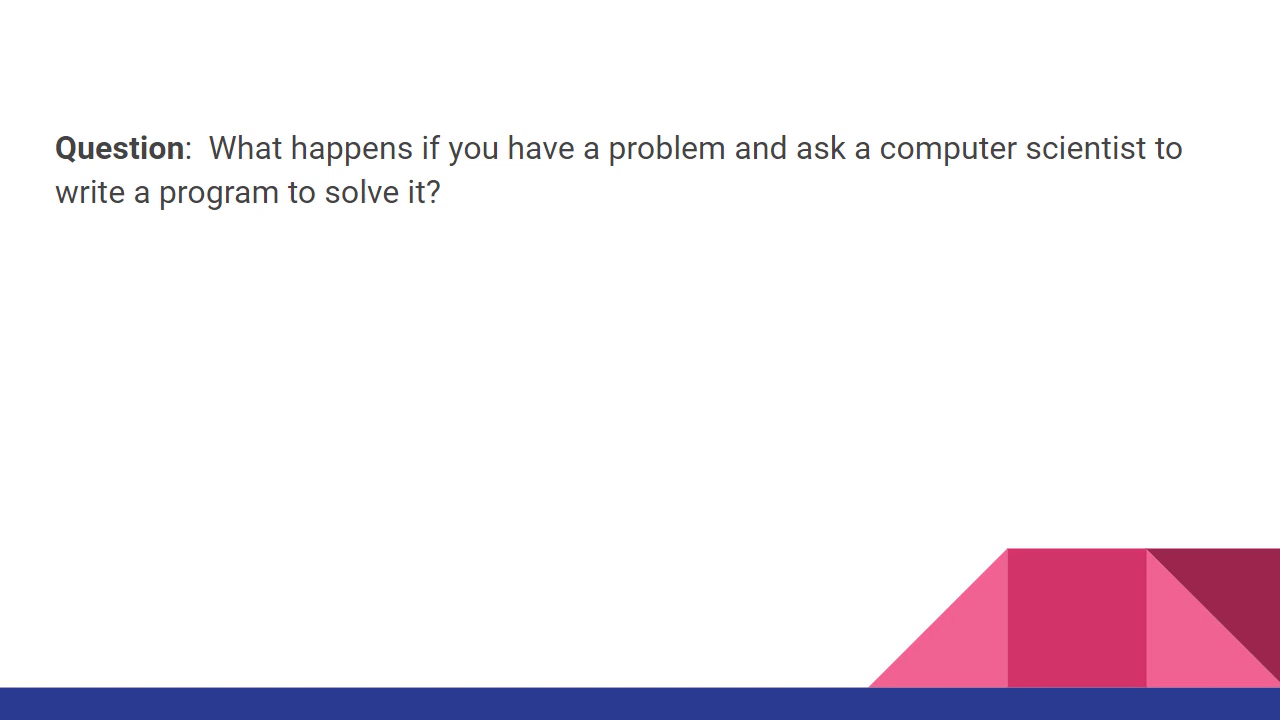 Question:  What happens if you have a problem and ask a computer scientist to
write a program to solve it?